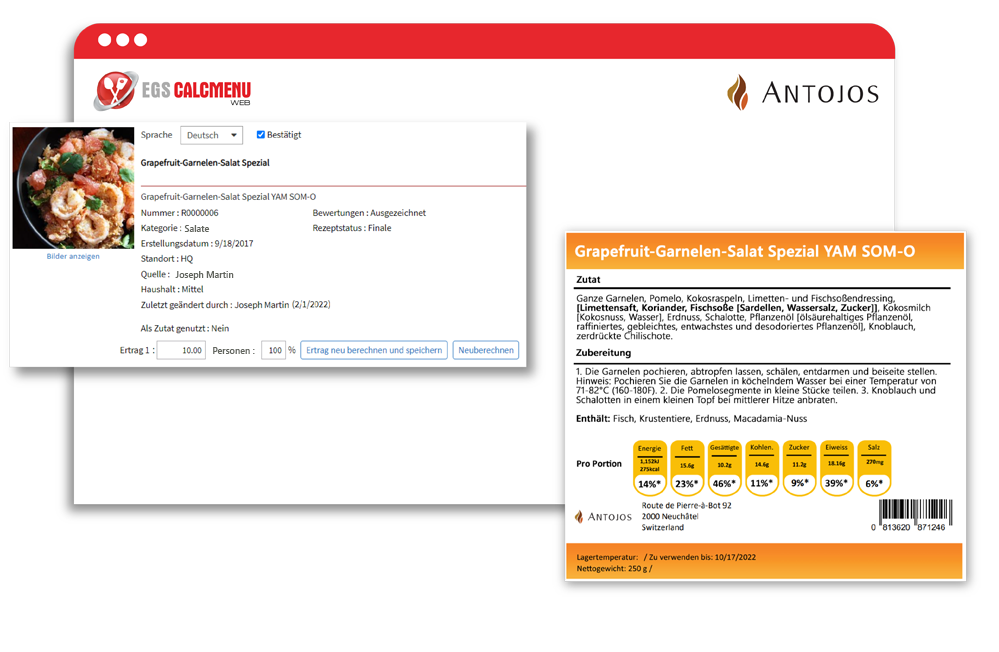 EGS CALCMENU
WEB
ANTOJOS
Sprache Deutsch Bestätigt
Grapefruit-Garnelen-Salat Spezial
Grapefruit-Garnelen-Salat Spezial YAM SOM-O
Nummer : R0000006 Bewertungen : Ausgezeichnet
Kategorie : Salate Rezeptstatus : Finale
Erstellungsdatum : 9/18/2017
Standort : HQ
Quelle : Joseph Martin
Haushalt : Mittel
Zuletzt geändert durch : Joseph Martin (2/1/2022)
Als Zutat genutzt : Nein
Bilder anzeigen
Ertrag 1 : 10.00 Personen : 100 % Ertrag neu berechnen und speichern Neuberechnen
Grapefruit-Garnelen-Salat Spezial YAM SOM-O
Zutat
Ganze Garnelen, Pomelo, Kokosraspeln, Limetten- und Fischsoßendressing,
[Limettensaft, Koriander, Fischsoße [Sardellen, Wassersalz, Zucker]], Kokosmilch
[Kokosnuss, Wasser], Erdnuss, Schalotte, Pflanzenöl [ölsäurehaltiges Pflanzenöl,
raffiniertes, gebleichtes, entwachstes und desodoriertes Pflanzenöl], Knoblauch,
zerdrückte Chilischote.
Zubereitung
1. Die Garnelen pochieren, abtropfen lassen, schälen, entdarmen und beiseite stellen.
Hinweis: Pochieren Sie die Garnelen in köchelndem Wasser bei einer Temperatur von
71-82°C (160-180F). 2. Die Pomelosegmente in kleine Stücke teilen. 3. Knoblauch und
Schalotten in einem kleinen Topf bei mittlerer Hitze anbraten.
Enthält: Fisch, Krustentiere, Erdnuss, Macadamia-Nuss
Energie Fett Gesättigte Kohlen. Zucker Eiweiss Salz
1,152kJ
275kcal 15.6g 10.2g 14.6g 11.2g 18.16g 270mg
Pro Portion
14%* 23%* 46%* 11%* 9%* 39%* 6%*
ANTOJOS
Route de Pierre-à-Bot 92
2000 Neuchâtel
Switzerland
0 813620 871246
Lagertemperatur: / Zu verwenden bis: 10/17/2022
Nettogewicht: 250 g /